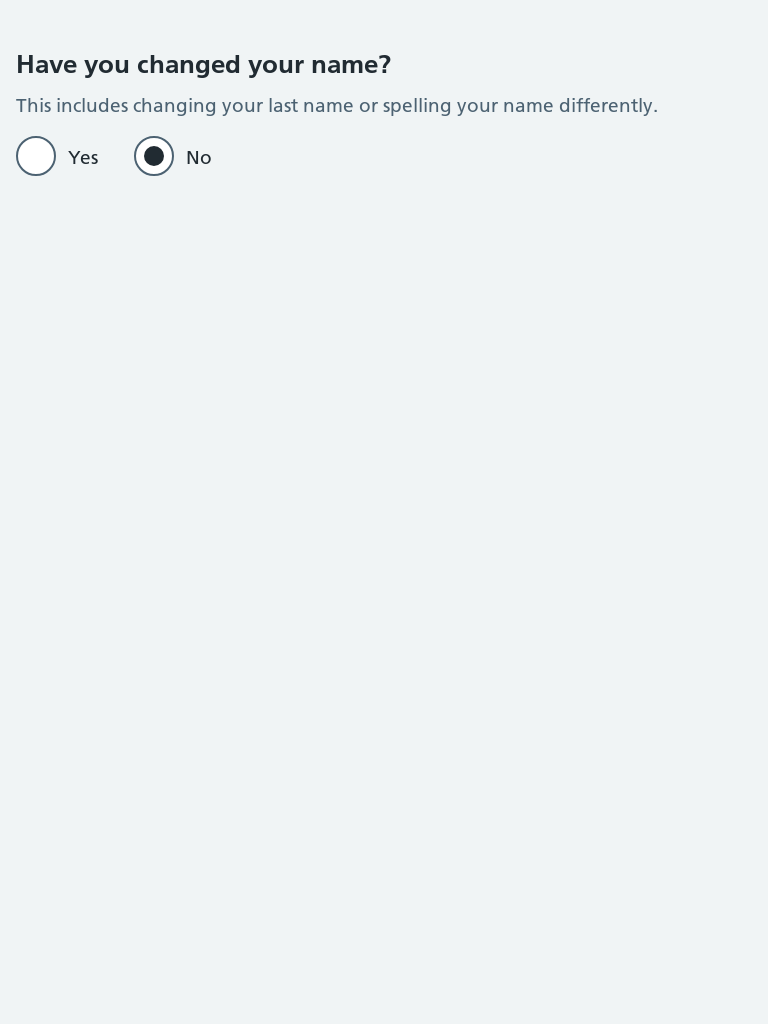 Have you changed your name?
This includes changing your last name or spelling your name differently.
Yes No